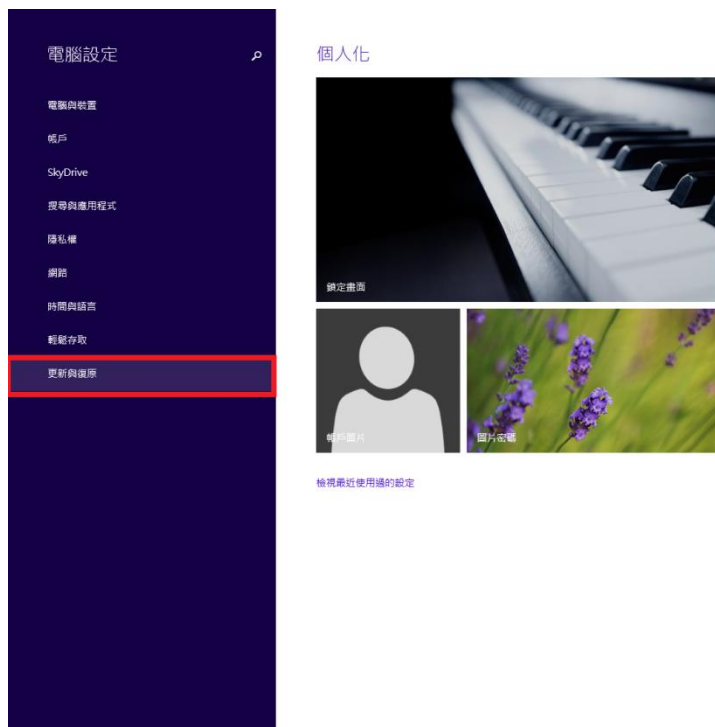 電腦設定
電腦與裝置
帳戶
SkyDrive
搜尋與應用程式
隱私權
網路
時間與語言
輕鬆存取
更新與復原
個人化
鎖定畫面
帳戶圖片
圖片密碼
檢視最近使用過的設定